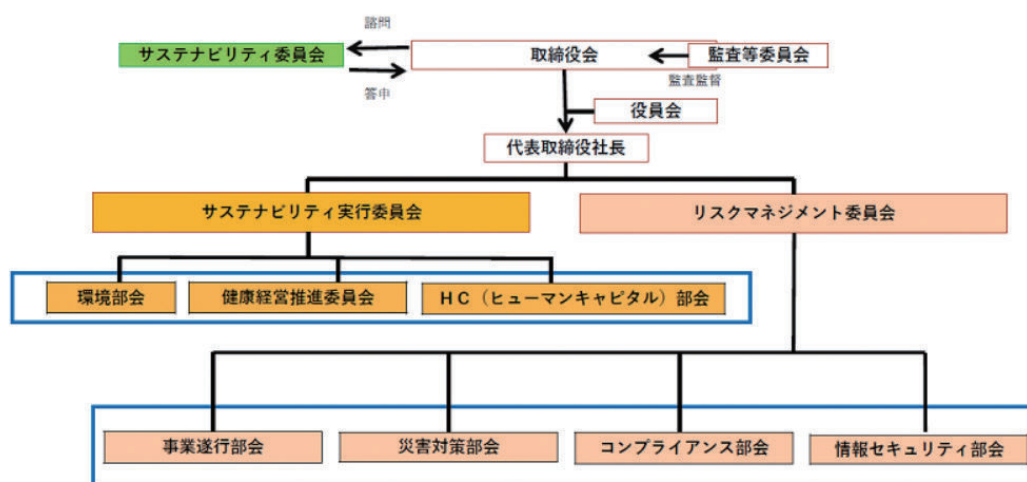 諮問
サステナビリティ委員会
取締役会
監査等委員会
答申
監査監督
役員会
代表取締役社長
サステナビリティ実行委員会
リスクマネジメント委員会
環境部会
健康経営推進委員会
HC(ヒューマンキャピタル)部会
事業遂行部会
災害対策部会
コンプライアンス部会
情報セキュリティ部会